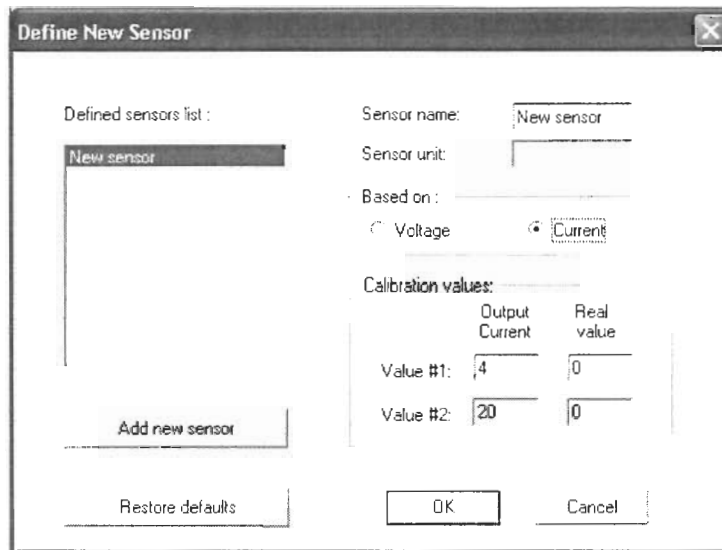 Define New Sensor
Defined sensors list :
New sensor
Add new sensor
Restore defaults
Sensor name: New sensor
Sensor unit:
Based on :
Voltage Current
Calibration values:
Output Current Real value
Value #1: 4 0
Value #2: 20 0
OK Cancel